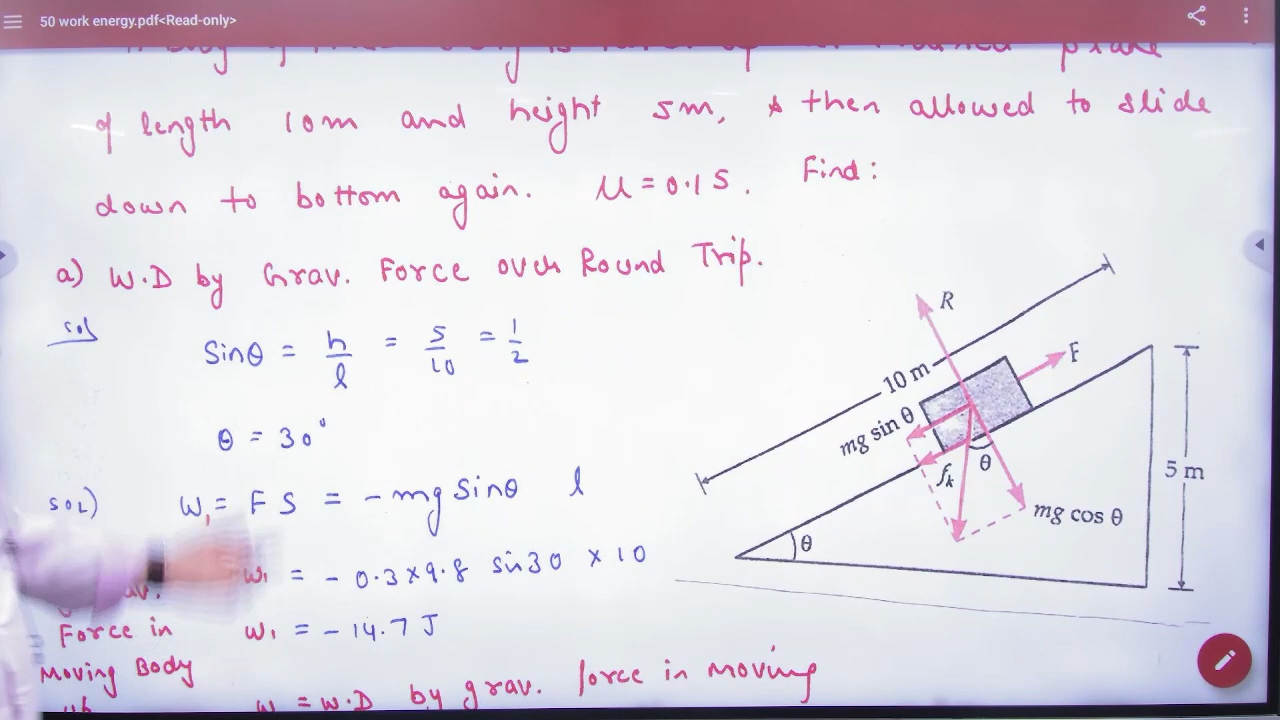 50 work energy.pdf<Read-only>
of length 10m and height 5m, & then allowed to slide
down to bottom again. μ = 0.15. Find:
a) W.D by Grav. Force over Round Trip.
sol
Sinθ = h/l = 5/10 = 1/2
θ = 30°
SOL) W₁ = F S = - mg Sinθ l
W₁ = - 0.3 × 9.8 sin30 × 10
Force in W₁ = - 14.7 J
Moving Body
up W = W.D by grav. force in moving
R
10 m
F
mg sin θ
fk
θ
5 m
mg cos θ
θ